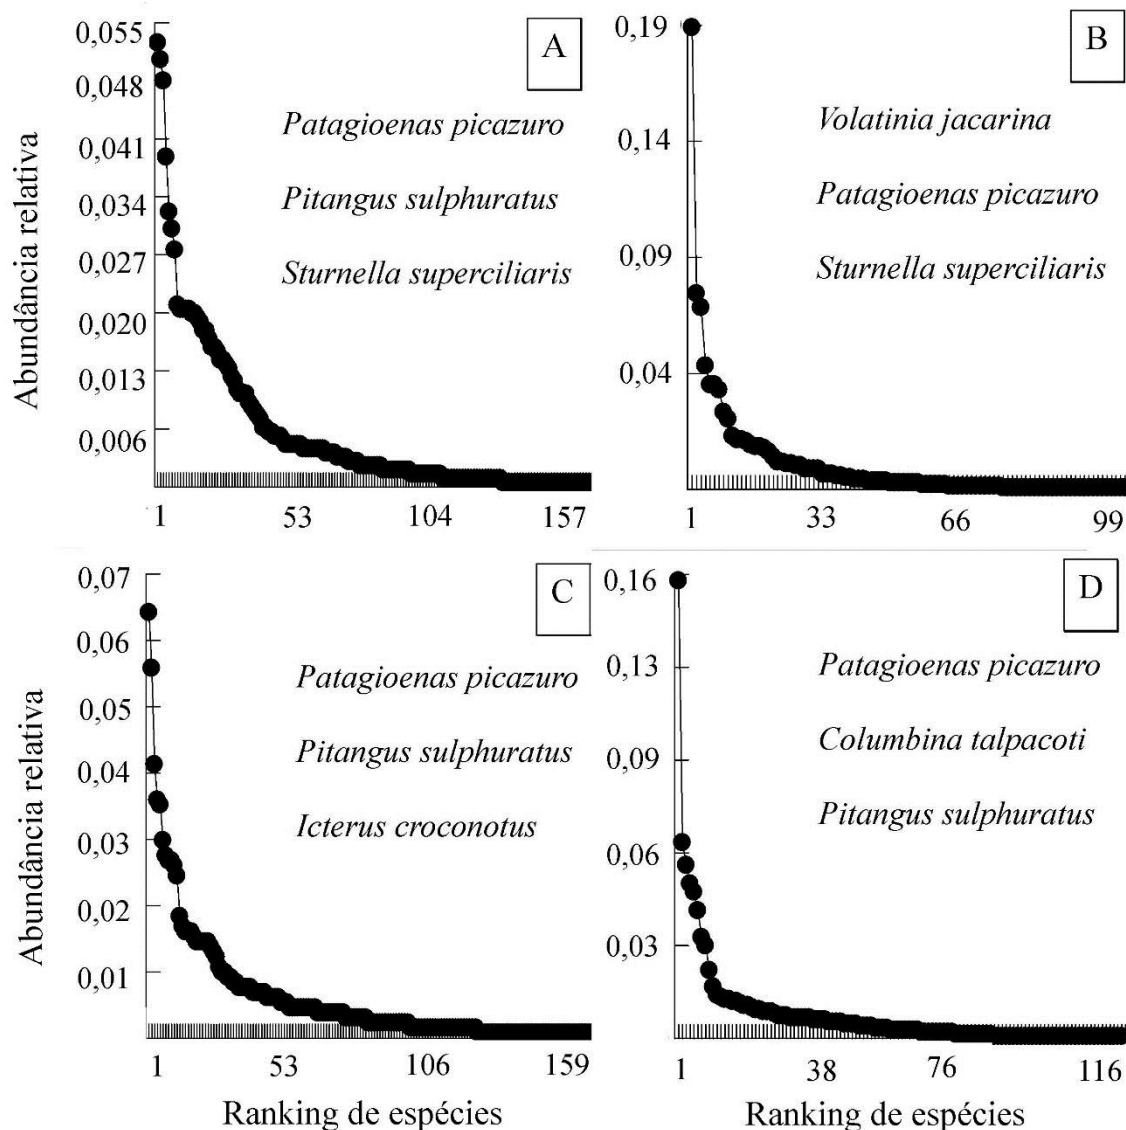 Abundância relativa
0,055
0,048
0,041
0,034
0,027
0,020
0,013
0,006
A
Patagioenas picazuro
Pitangus sulphuratus
Sturnella superciliaris
1 53 104 157
0,19
0,14
0,09
0,04
B
Volatinia jacarina
Patagioenas picazuro
Sturnella superciliaris
1 33 66 99
Abundância relativa
0,07
0,06
0,05
0,04
0,03
0,02
0,01
C
Patagioenas picazuro
Pitangus sulphuratus
Icterus croconotus
1 53 106 159
Ranking de espécies
0,16
0,13
0,09
0,06
0,03
D
Patagioenas picazuro
Columbina talpacoti
Pitangus sulphuratus
1 38 76 116
Ranking de espécies